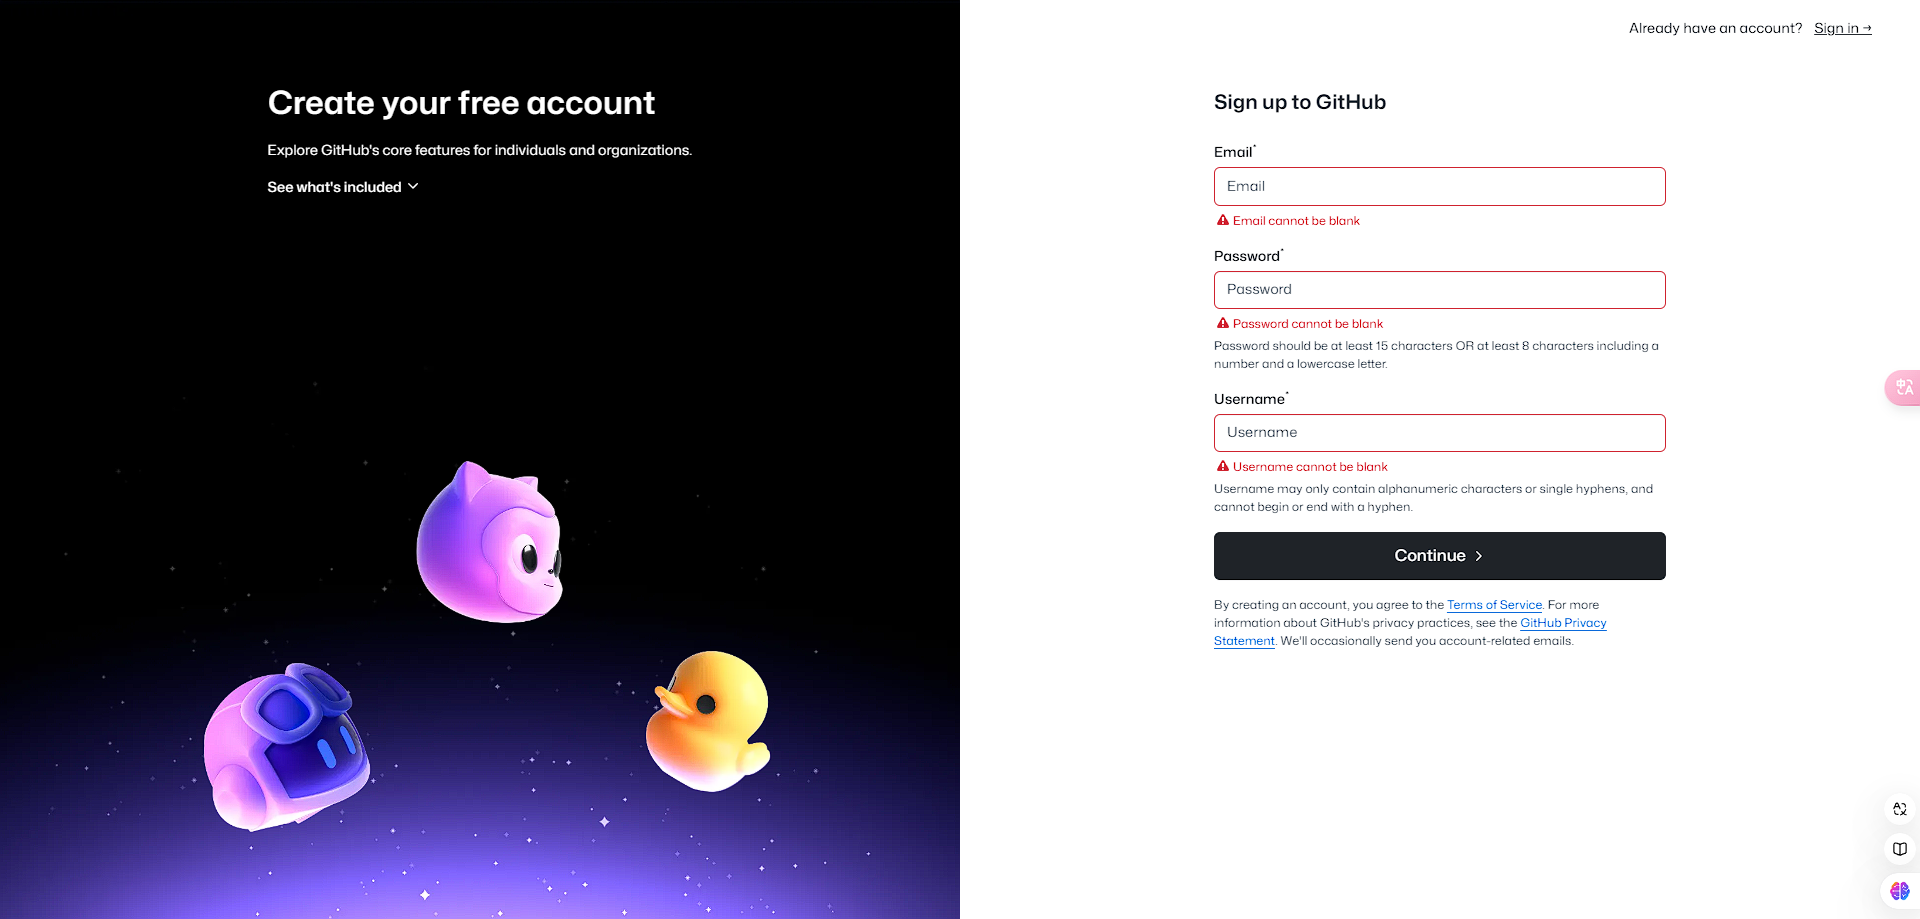 Create your free account
Explore GitHub's core features for individuals and organizations.
See what's included
Already have an account? Sign in →
Sign up to GitHub
Email*
Email
Email cannot be blank
Password*
Password
Password cannot be blank
Password should be at least 15 characters OR at least 8 characters including a
number and a lowercase letter.
Username*
Username
Username cannot be blank
Username may only contain alphanumeric characters or single hyphens, and
cannot begin or end with a hyphen.
Continue
By creating an account, you agree to the Terms of Service. For more
information about GitHub's privacy practices, see the GitHub Privacy
Statement. We'll occasionally send you account-related emails.